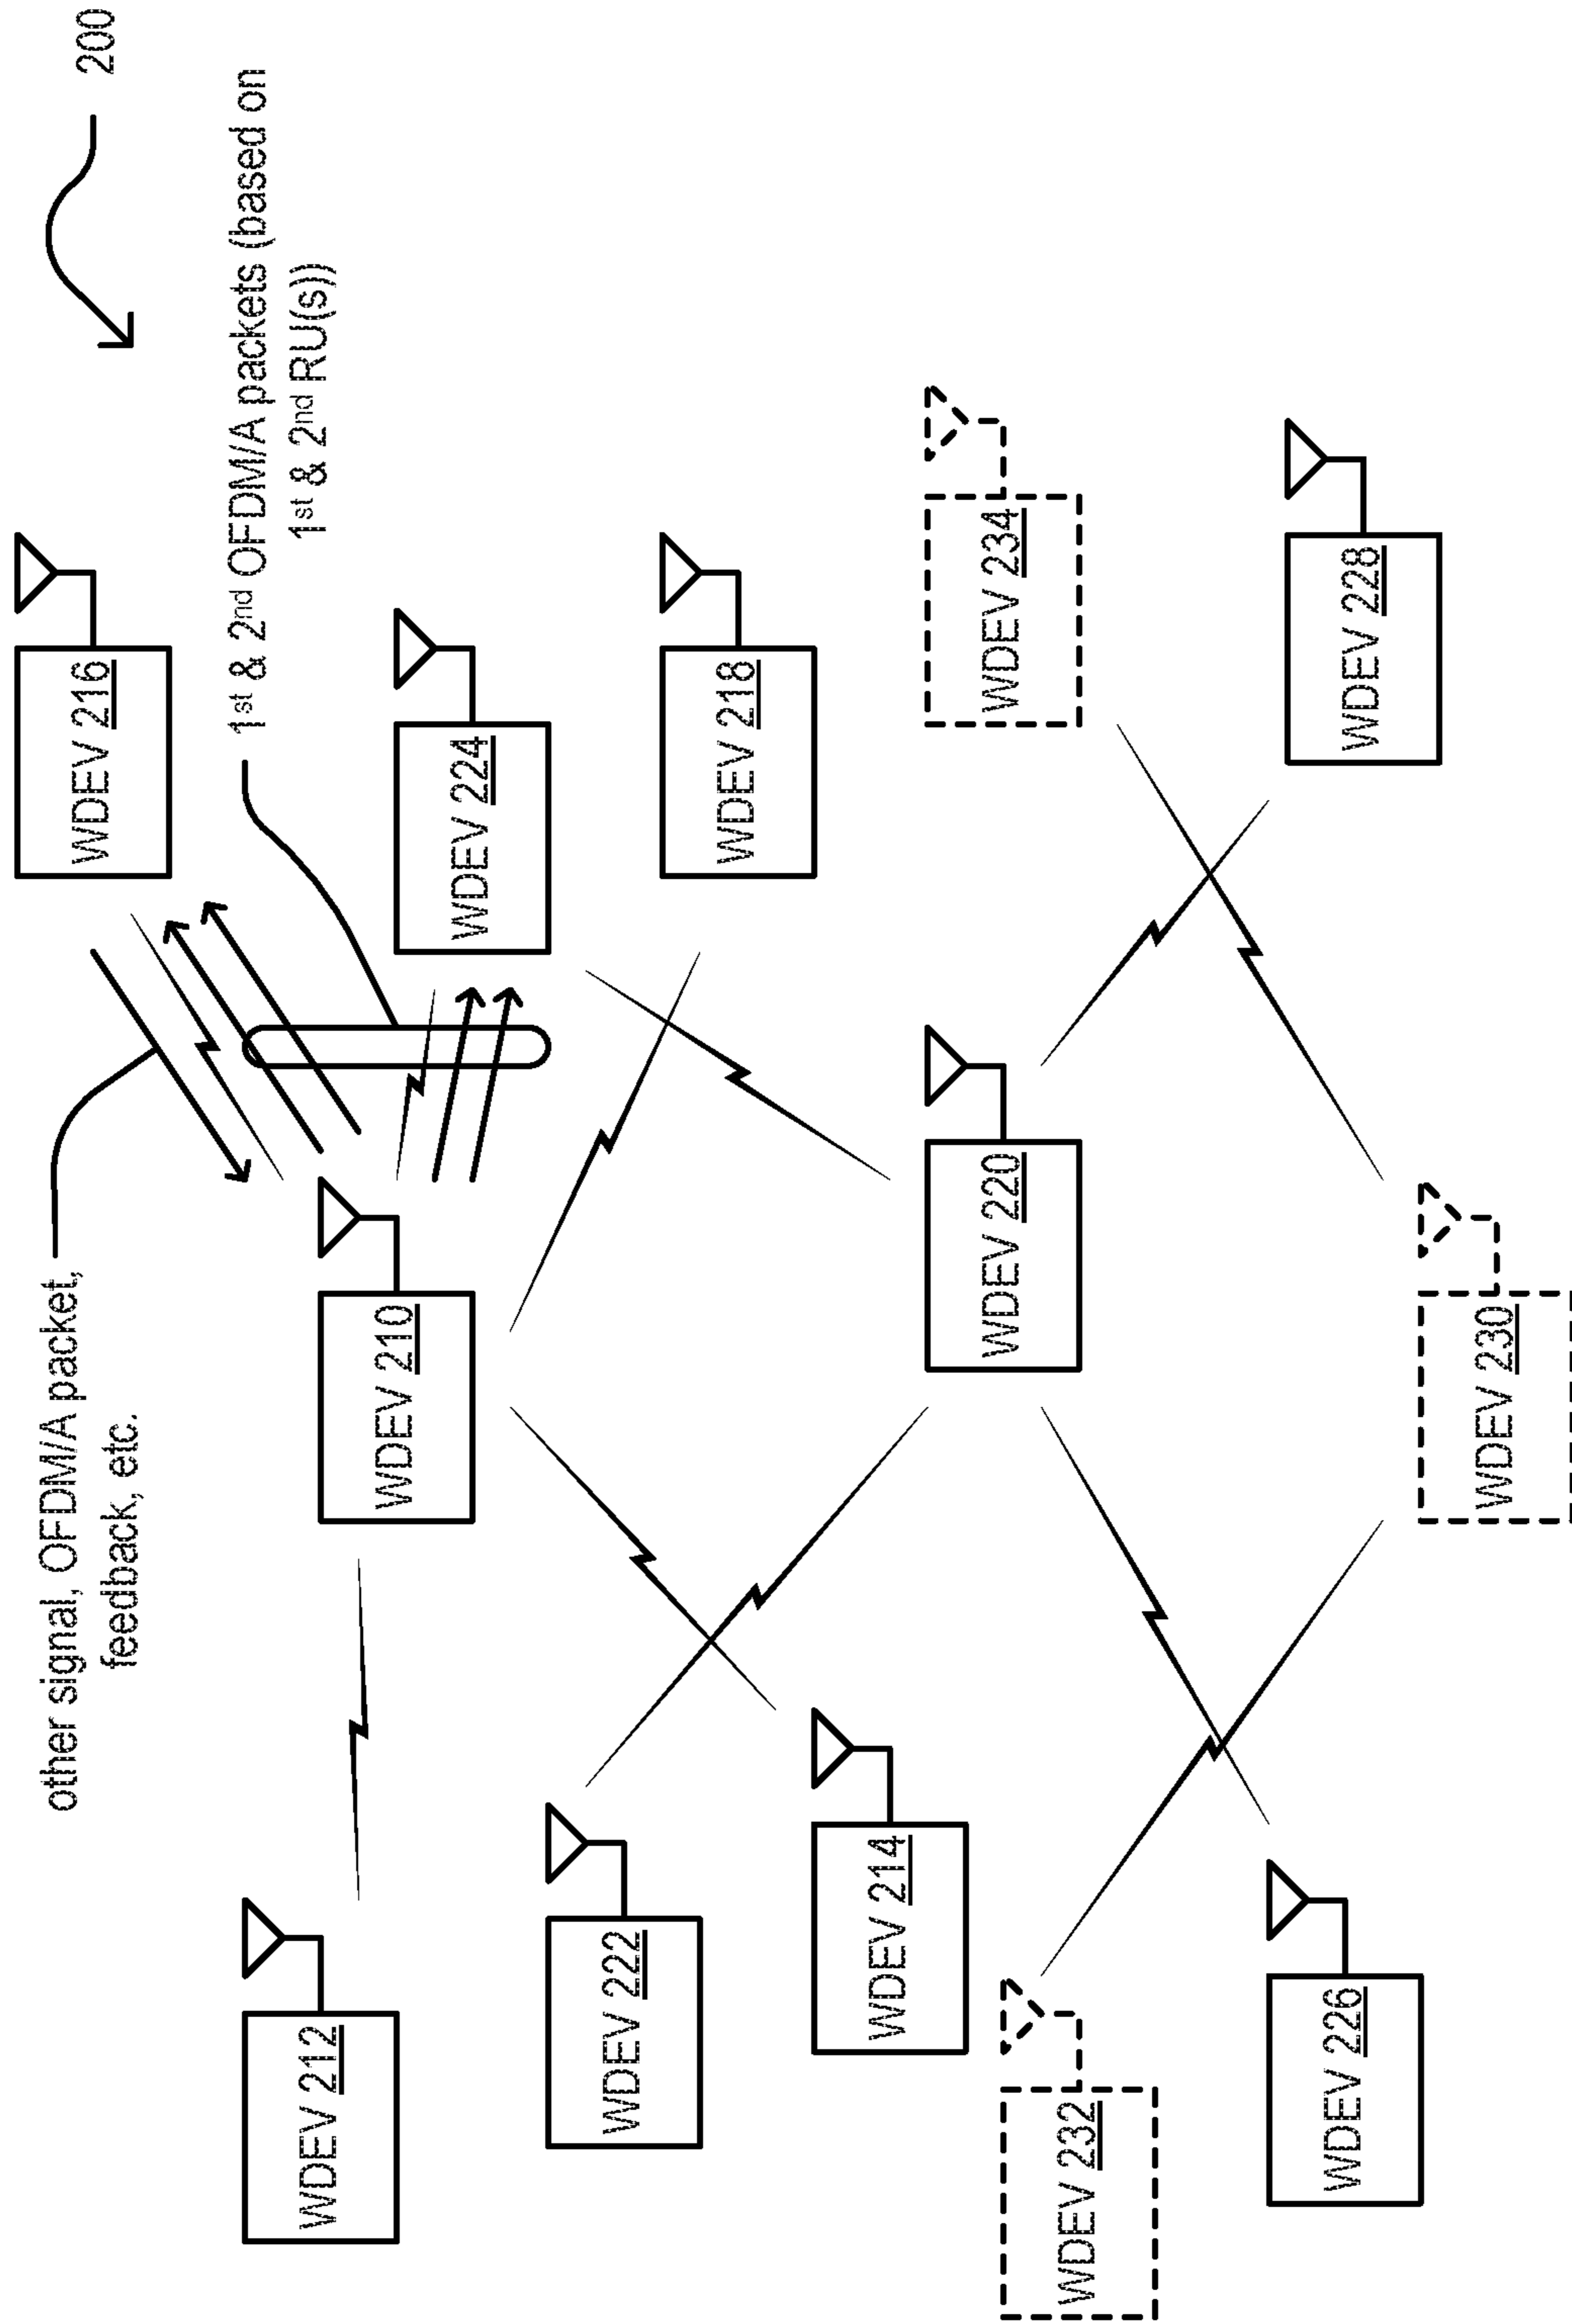 200
other signal, OFDM/A packet,
feedback, etc.
1st & 2nd OFDM/A packets (based on
1st & 2nd RU(s))
WDEV 216
WDEV 212
WDEV 210
WDEV 224
WDEV 222
WDEV 218
WDEV 214
WDEV 220
WDEV 234
WDEV 232
WDEV 228
WDEV 226
WDEV 230